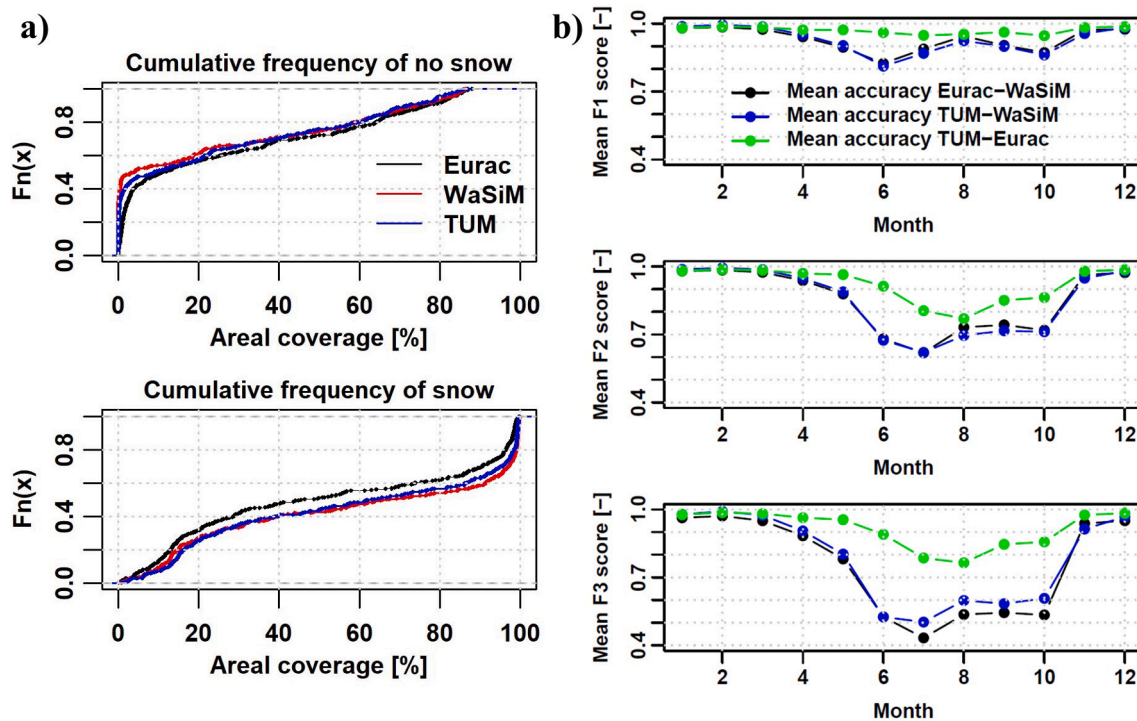 a)
Cumulative frequency of no snow
Fn(x)
0.0 0.4 0.8
Eurac
WaSiM
TUM
0 20 40 60 80 100
Areal coverage [%]
Cumulative frequency of snow
Fn(x)
0.0 0.4 0.8
0 20 40 60 80 100
Areal coverage [%]
b)
Mean F1 score [−]
0.4 0.7 1.0
Mean accuracy Eurac−WaSiM
Mean accuracy TUM−WaSiM
Mean accuracy TUM−Eurac
2 4 6 8 10 12
Month
Mean F2 score [−]
0.4 0.7 1.0
2 4 6 8 10 12
Month
Mean F3 score [−]
0.4 0.7 1.0
2 4 6 8 10 12
Month